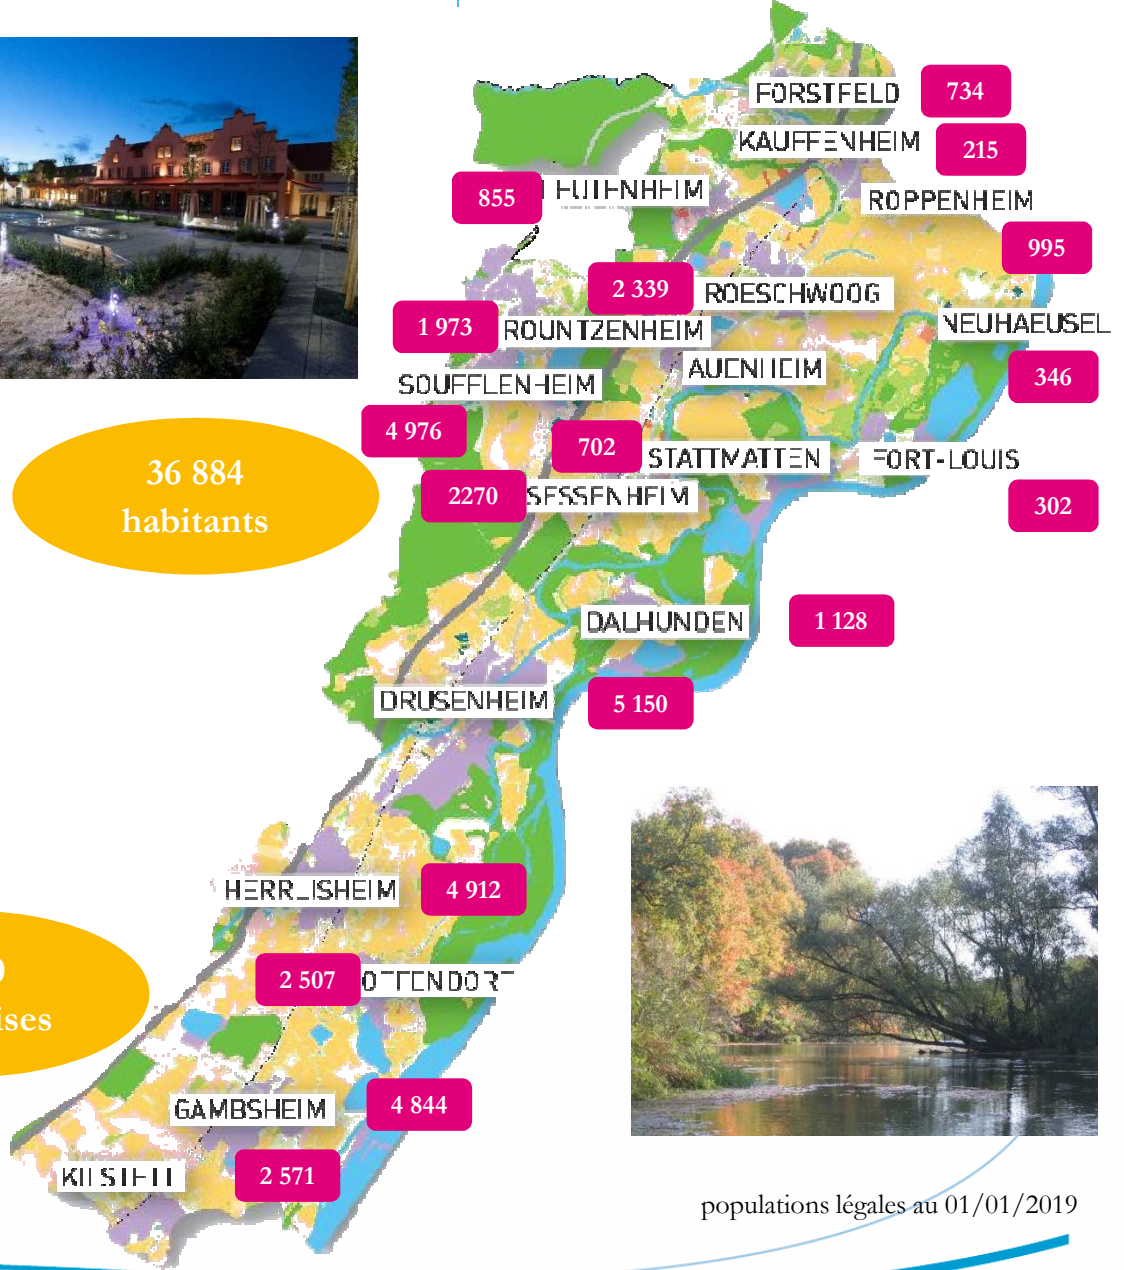 FORSTFELD 734
KAUFFENHEIM 215
855
ROPPENHEIM
995
2 339 ROESCHWOOG
1 973 ROUNTZENHEIM
NEUHAEUSEL
346
AUENHEIM
SOUFFLENHEIM
4 976
702 STATTMATTEN
FORT-LOUIS
302
2270 SESSENHEIM
36 884
habitants
DALHUNDEN 1 128
DRUSENHEIM 5 150
HERRLISHEIM 4 912
2 507
GAMBSHEIM 4 844
KILSTETT 2 571
populations légales au 01/01/2019